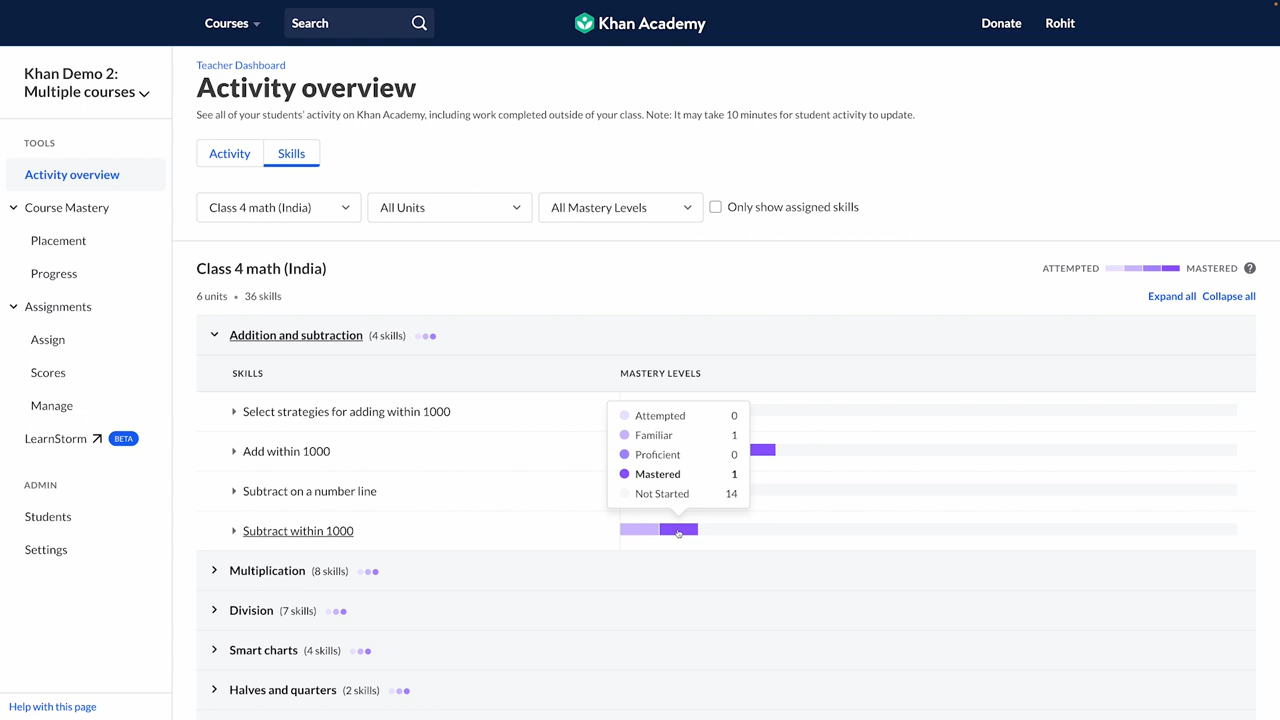 Courses
Search
Khan Academy
Donate
Rohit
Khan Demo 2:
Multiple courses
TOOLS
Activity overview
Course Mastery
Placement
Progress
Assignments
Assign
Scores
Manage
LearnStorm
BETA
ADMIN
Students
Settings
Help with this page
Teacher Dashboard
Activity overview
See all of your students' activity on Khan Academy, including work completed outside of your class. Note: It may take 10 minutes for student activity to update.
Activity
Skills
Class 4 math (India)
All Units
All Mastery Levels
Only show assigned skills
Class 4 math (India)
ATTEMPTED
MASTERED ?
6 units • 36 skills
Expand all
Collapse all
Addition and subtraction (4 skills)
SKILLS
MASTERY LEVELS
Select strategies for adding within 1000
Add within 1000
Subtract on a number line
Subtract within 1000
Attempted 0
Familiar 1
Proficient 0
Mastered 1
Not Started 14
Multiplication (8 skills)
Division (7 skills)
Smart charts (4 skills)
Halves and quarters (2 skills)